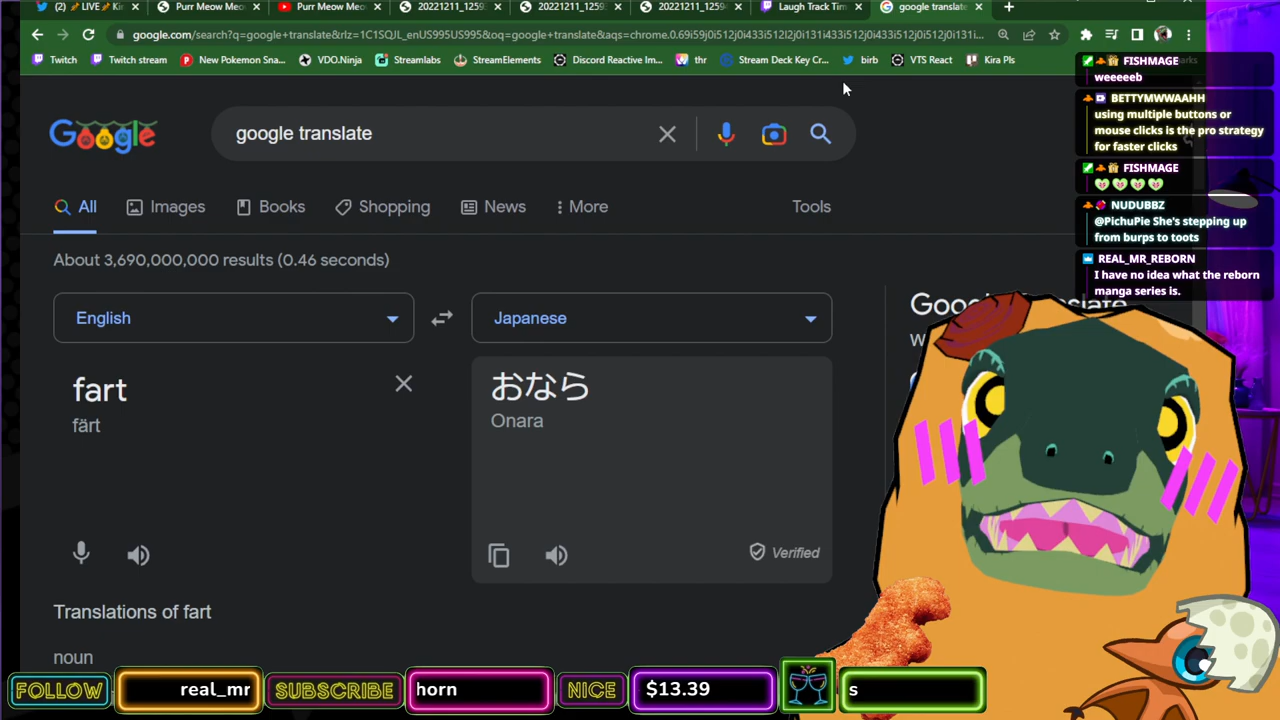 (2) 📌LIVE📌 Kir
Purr Meow Meo
Purr Meow Meo
20221211_1259
20221211_1259
20221211_1259
Laugh Track Tim
google translate
google.com/search?q=google+translate&rlz=1C1SQJL_enUS995US995&oq=google+translate&aqs=chrome.0.69i59j0i512j0i433i512l2j0i131i433i512j0i433i512j0i131i...
Twitch
Twitch stream
New Pokemon Sna...
VDO.Ninja
Streamlabs
StreamElements
Discord Reactive Im...
thr
Stream Deck Key Cr...
birb
VTS React
Kira Pls
Google
google translate
All
Images
Books
Shopping
News
More
Tools
About 3,690,000,000 results (0.46 seconds)
English
Japanese
fart
färt
おなら
Onara
Verified
Translations of fart
noun
FISHMAGE
weeeeeb
BETTYMWWAAHH
using multiple buttons or
mouse clicks is the pro strategy
for faster clicks
FISHMAGE
NUDUBBZ
@PichuPie She's stepping up
from burps to toots
REAL_MR_REBORN
I have no idea what the reborn
manga series is.
FOLLOW
real_mr
SUBSCRIBE
horn
NICE
$13.39
s